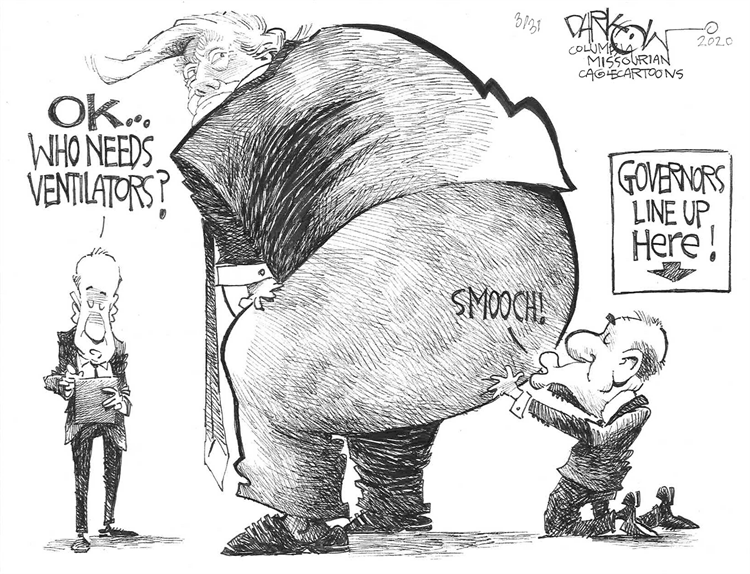 OK...
WHO NEEDS
VENTILATORS?
3/31
DARKOW
2020
COLUMBIA
MISSOURIAN
CAGLECARTOONS
GOVERNORS
LINE UP
Here!
SMOOCH!